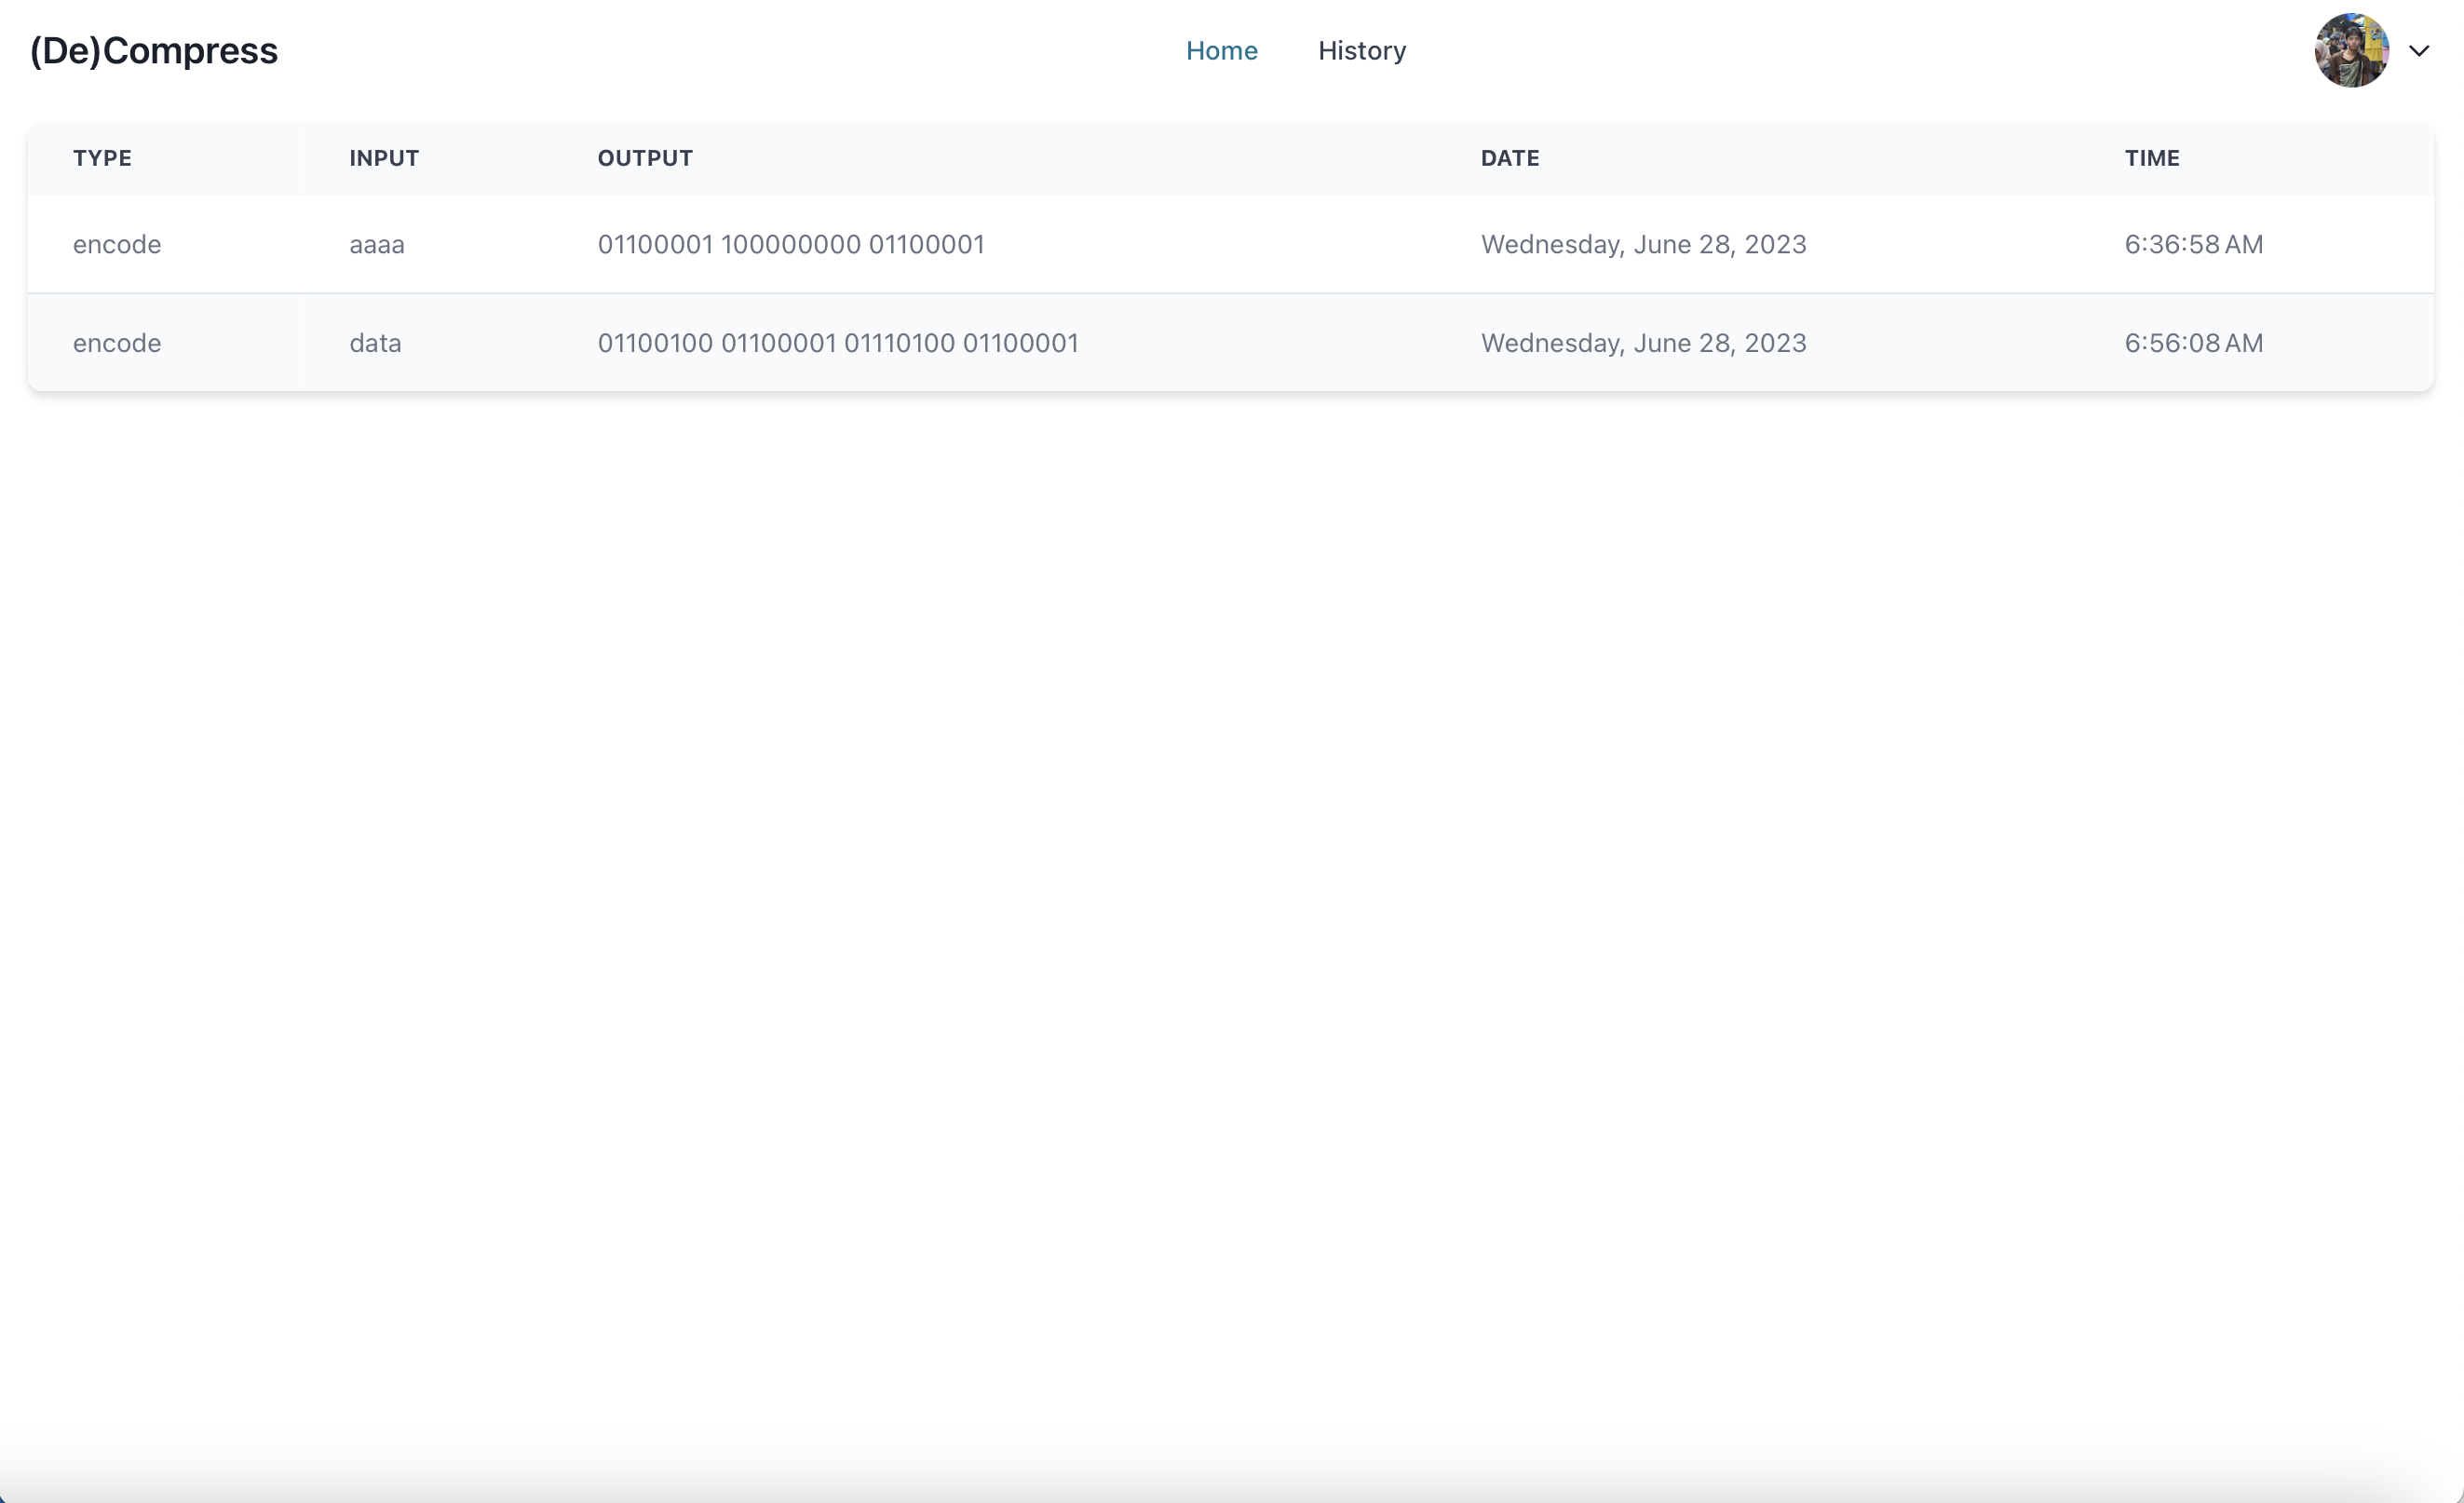 (De)Compress Home History
TYPE INPUT OUTPUT DATE TIME
encode aaaa 01100001 100000000 01100001 Wednesday, June 28, 2023 6:36:58 AM
encode data 01100100 01100001 01110100 01100001 Wednesday, June 28, 2023 6:56:08 AM